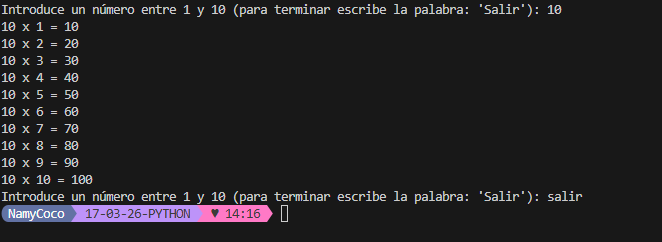 Introduce un número entre 1 y 10 (para terminar escribe la palabra: 'Salir'): 10
10 x 1 = 10
10 x 2 = 20
10 x 3 = 30
10 x 4 = 40
10 x 5 = 50
10 x 6 = 60
10 x 7 = 70
10 x 8 = 80
10 x 9 = 90
10 x 10 = 100
Introduce un número entre 1 y 10 (para terminar escribe la palabra: 'Salir'): salir
NamyCoco 17-03-26-PYTHON ♥ 14:16